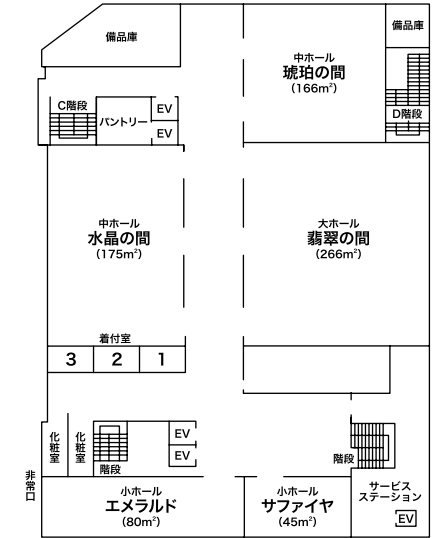 備品庫
備品庫
中ホール
琥珀の間
（166㎡）
C階段
パントリー
EV
EV
D階段
中ホール
水晶の間
（175㎡）
大ホール
翡翠の間
（266㎡）
着付室
3
2
1
化粧室
化粧室
階段
EV
EV
階段
非常口
小ホール
エメラルド
（80㎡）
小ホール
サファイヤ
（45㎡）
サービス
ステーション
EV